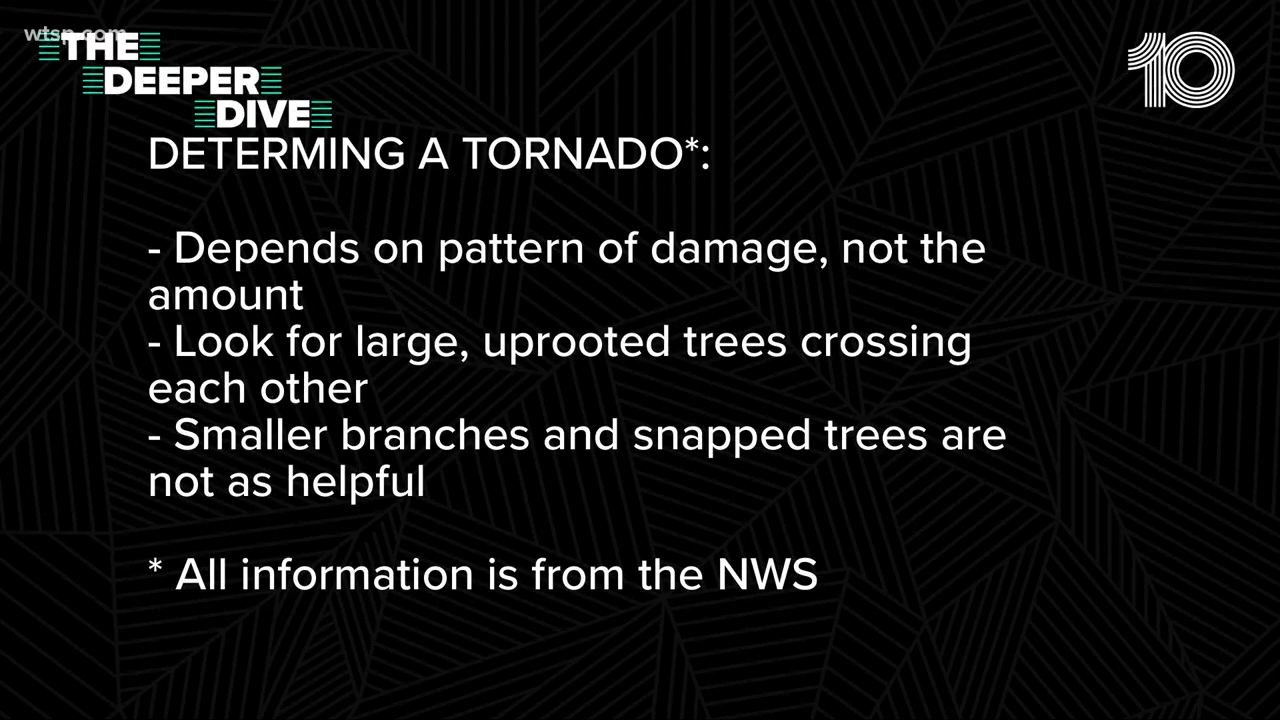 wtsp.com
THE
DEEPER
DIVE
10
DETERMING A TORNADO*:
- Depends on pattern of damage, not the
amount
- Look for large, uprooted trees crossing
each other
- Smaller branches and snapped trees are
not as helpful
* All information is from the NWS